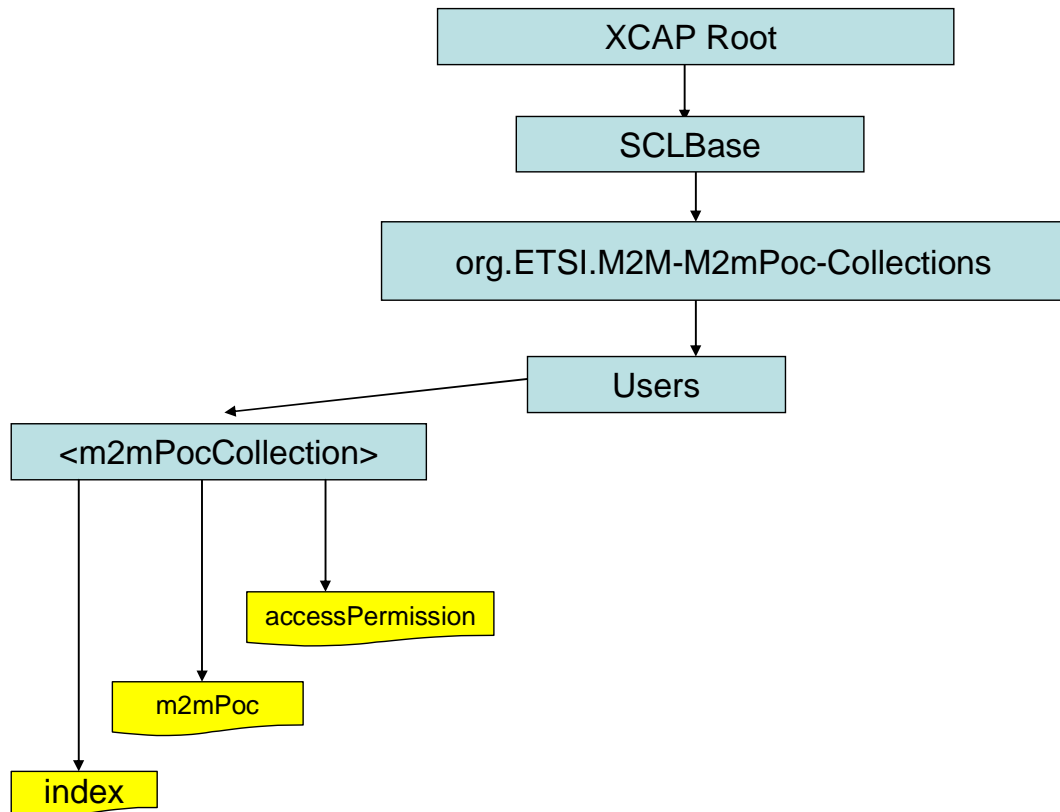 XCAP Root
SCLBase
org.ETSI.M2M-M2mPoc-Collections
Users
<m2mPocCollection>
accessPermission
m2mPoc
index